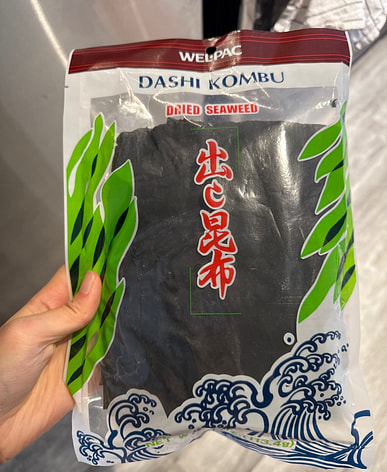 WELPAC
DASHI KOMBU
DRIED SEAWEED
出し昆布